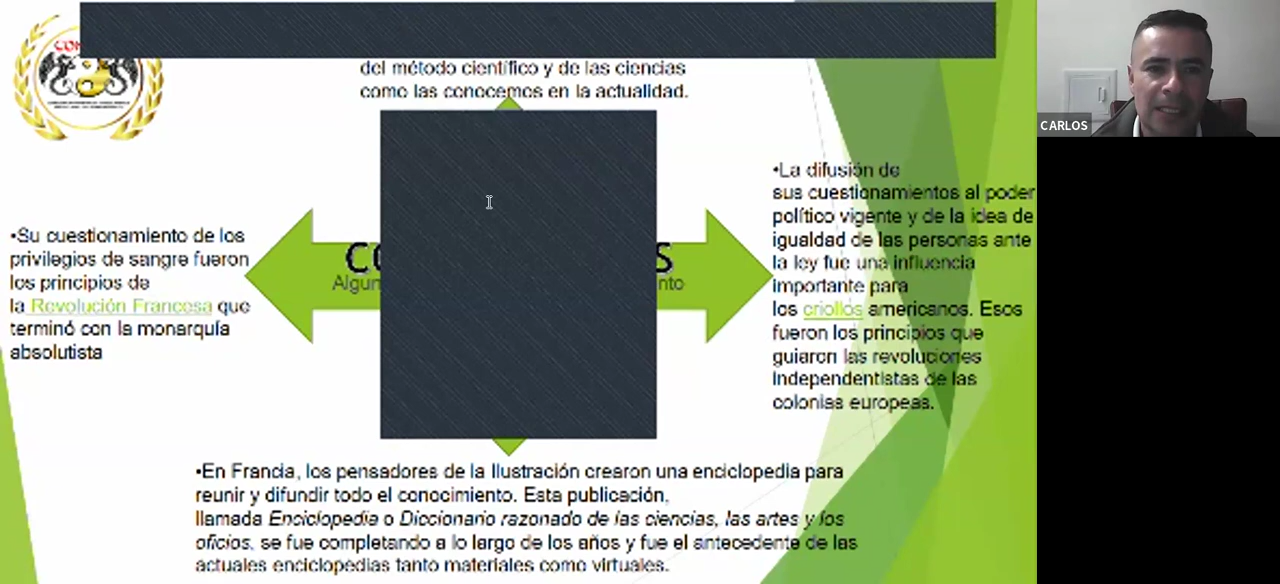 del método científico y de las ciencias
como las conocemos en la actualidad.
•La difusión de
sus cuestionamientos al poder
político vigente y de la idea de
igualdad de las personas ante
la ley fue una influencia
importante para
los criollos americanos. Esos
fueron los principios que
guiaron las revoluciones
independentistas de las
colonias europeas.
•Su cuestionamiento de los
privilegios de sangre fueron
los principios de
la Revolución Francesa que
terminó con la monarquía
absolutista
•En Francia, los pensadores de la Ilustración crearon una enciclopedia para
reunir y difundir todo el conocimiento. Esta publicación,
llamada Enciclopedia o Diccionario razonado de las ciencias, las artes y los
oficios, se fue completando a lo largo de los años y fue el antecedente de las
actuales enciclopedias tanto materiales como virtuales.
CARLOS